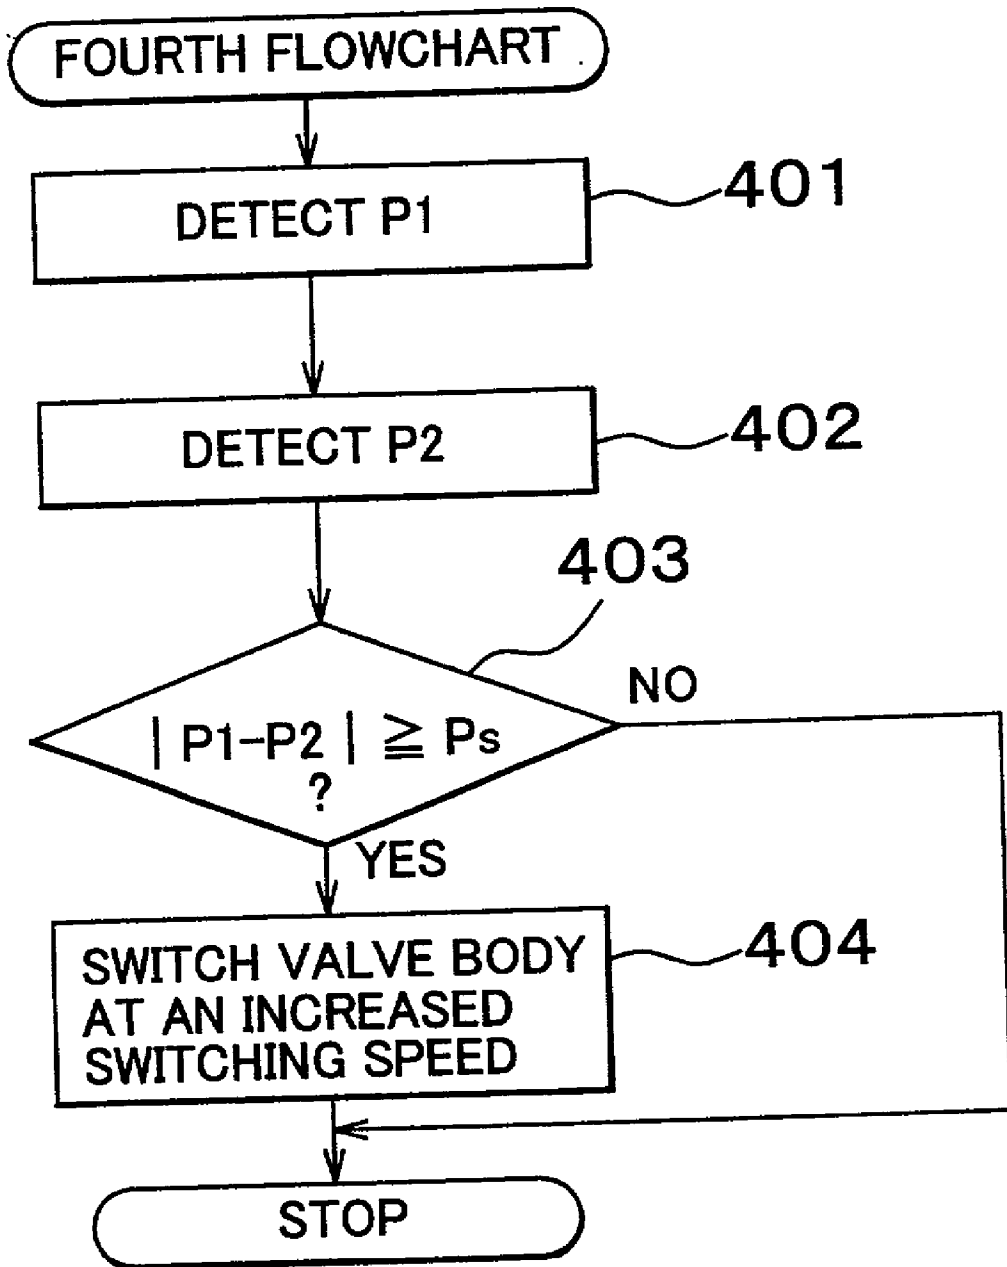 FOURTH FLOWCHART
DETECT P1
401
DETECT P2
402
403
| P1-P2 | ≧ Ps
?
NO
YES
SWITCH VALVE BODY
AT AN INCREASED
SWITCHING SPEED
404
STOP